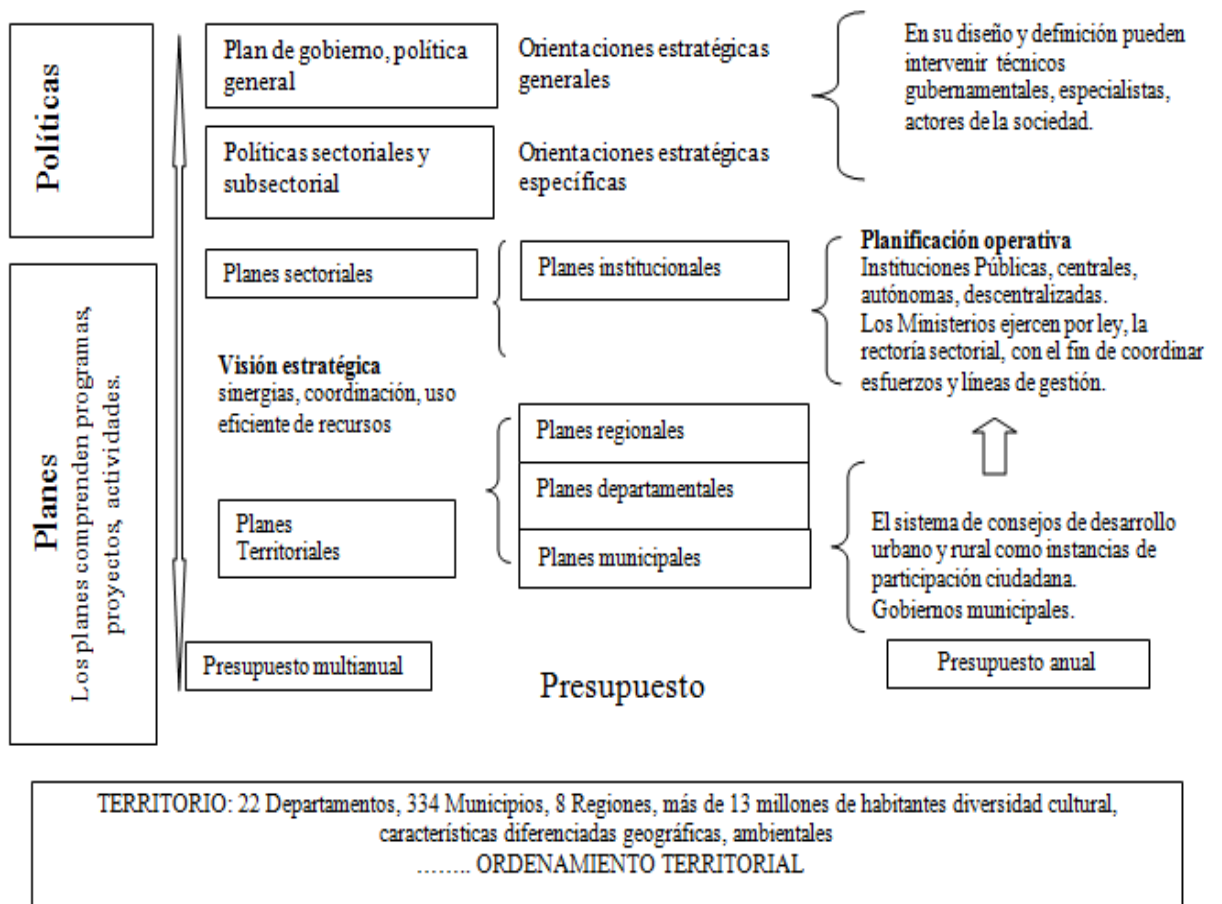 Políticas
Plan de gobierno, política
general
Orientaciones estratégicas
generales
En su diseño y definición pueden
intervenir técnicos
gubernamentales, especialistas,
actores de la sociedad.
Políticas sectoriales y
subsectorial
Orientaciones estratégicas
específicas
Planes
Los planes comprenden programas,
proyectos, actividades.
Planes sectoriales
Planes institucionales
Planificación operativa
Instituciones Públicas, centrales,
autónomas, descentralizadas.
Los Ministerios ejercen por ley, la
rectoría sectorial, con el fin de coordinar
esfuerzos y líneas de gestión.
Visión estratégica
sinergias, coordinación, uso
eficiente de recursos
Planes
Territoriales
Planes regionales
Planes departamentales
Planes municipales
El sistema de consejos de desarrollo
urbano y rural como instancias de
participación ciudadana.
Gobiernos municipales.
Presupuesto multianual
Presupuesto
Presupuesto anual
TERRITORIO: 22 Departamentos, 334 Municipios, 8 Regiones, más de 13 millones de habitantes diversidad cultural,
características diferenciadas geográficas, ambientales
…….. ORDENAMIENTO TERRITORIAL